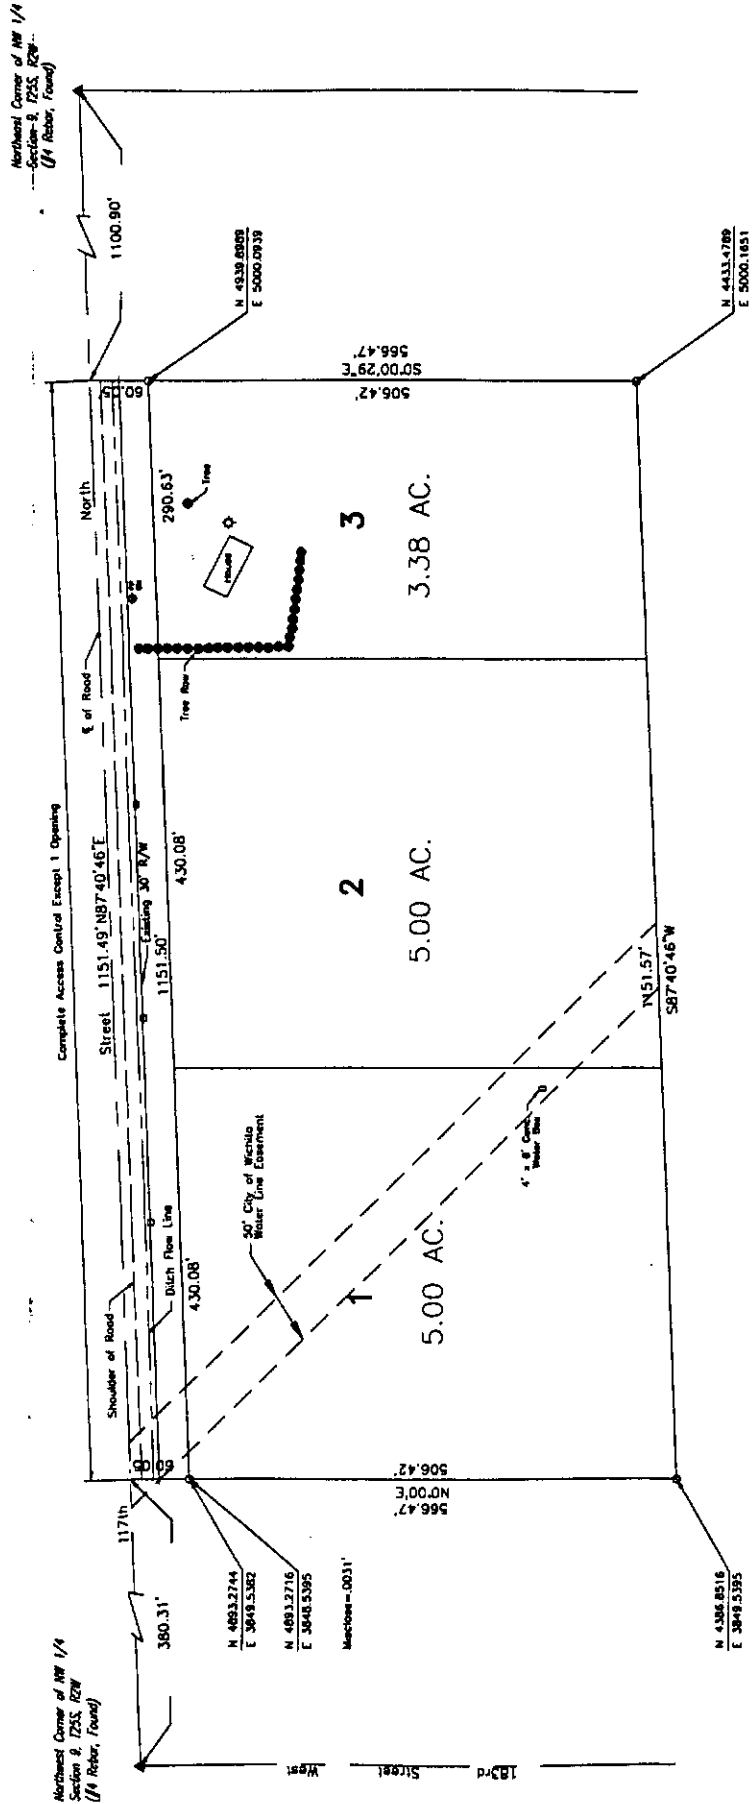 Northwest Corner of NW 1/4
Section 9, T25S, R2W
(#4 Rebar, Found)
Northeast Corner of NW 1/4
Section 9, T25S, R2W
(#4 Rebar, Found)
Complete Access Control Except 1 Opening
380.31'
117th
Street
1151.49' N87°40'46"E
North
1100.90'
Shoulder of Road
℄ of Road
60.05
60.05'
Ditch Flow Line
Existing 30' R/W
1151.50'
430.08'
430.08'
290.63'
N 4893.2744
E 3849.5382
N 4893.2716
E 3849.5395
Misclose=.0031'
N 4939.8989
E 5000.0939
Tree Row
House
Tree
50' City of Wichita
Water Line Easement
566.47'
N0°00'E
506.42'
506.42'
S0°00'29"E
566.47'
1
5.00 AC.
2
5.00 AC.
3
3.38 AC.
4' x 8' Conc.
Water Box
1151.57'
S87°40'46"W
N 4386.8516
E 3849.5395
N 4433.4789
E 5000.1651
183rd
Street
West